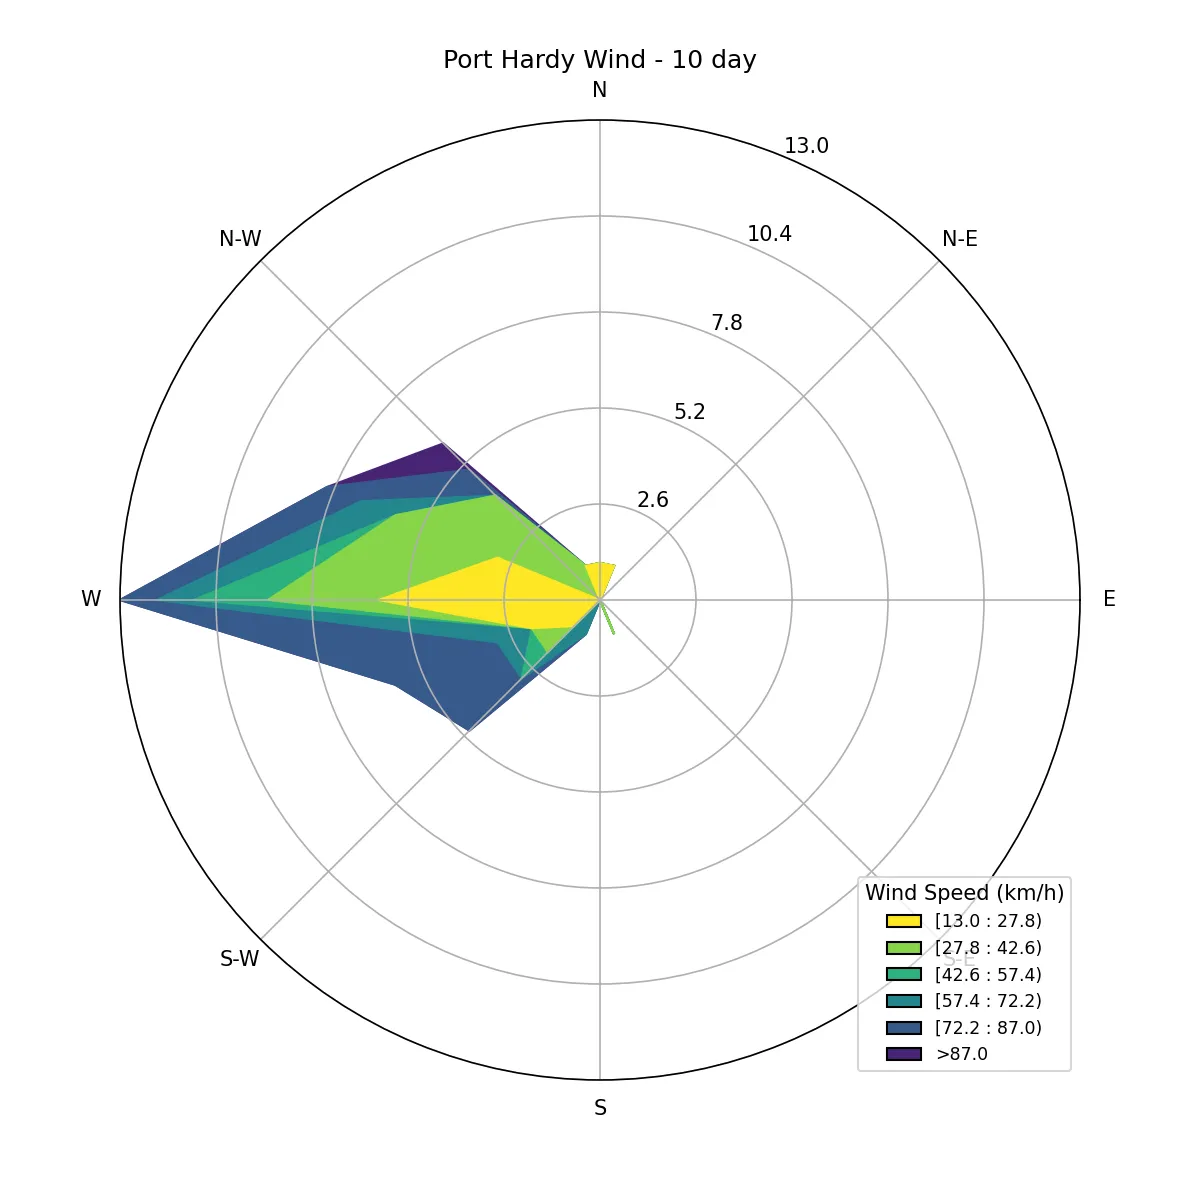 Port Hardy Wind - 10 day
N
13.0
N-W
10.4
N-E
7.8
5.2
2.6
W
E
Wind Speed (km/h)
[13.0 : 27.8)
[27.8 : 42.6)
S-W
S-E
[42.6 : 57.4)
[57.4 : 72.2)
[72.2 : 87.0)
>87.0
S